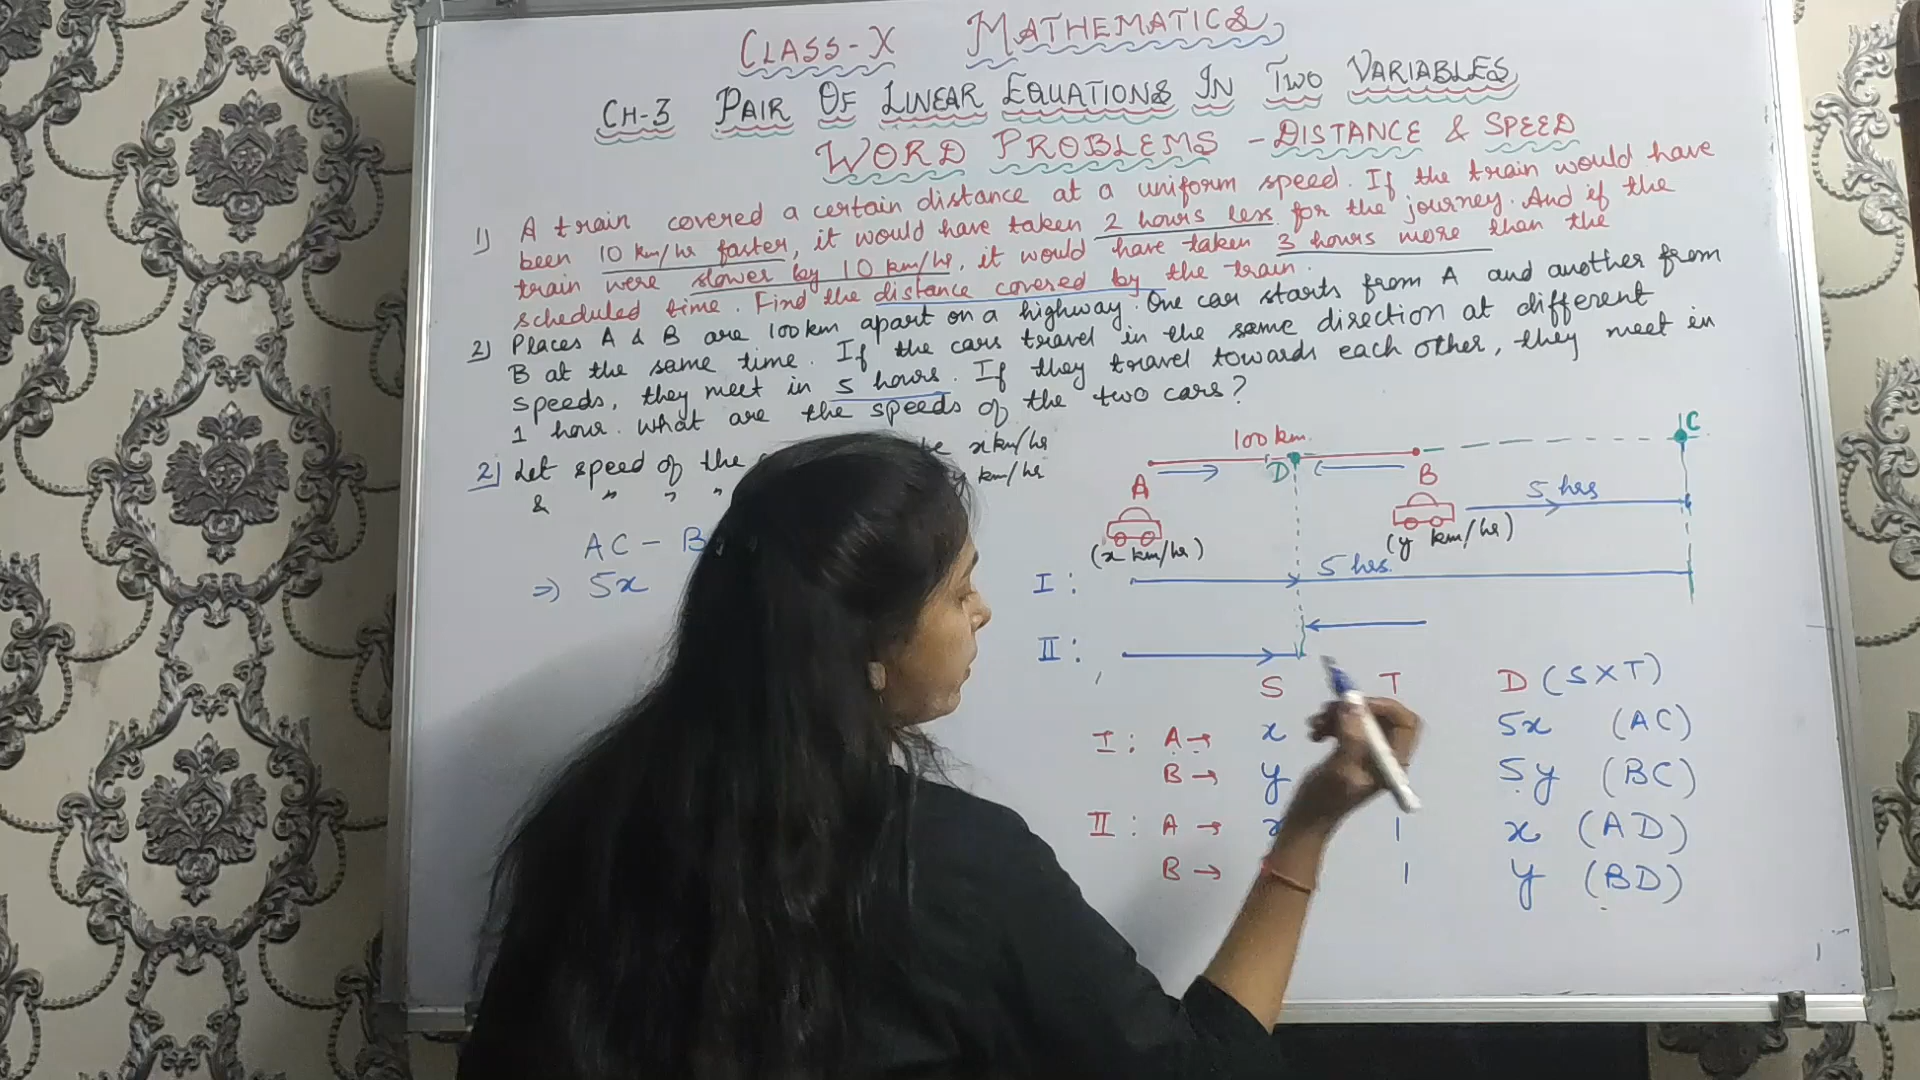 CLASS-X MATHEMATICS
CH-3 PAIR OF LINEAR EQUATIONS IN TWO VARIABLES
WORD PROBLEMS - DISTANCE & SPEED
1) A train covered a certain distance at a uniform speed. If the train would have
been 10 km/hr faster, it would have taken 2 hours less for the journey. And if the
train were slower by 10 km/hr, it would have taken 3 hours more than the
scheduled time. Find the distance covered by the train.
2) Places A & B are 100 km apart on a highway. One car starts from A and another from
B at the same time. If the cars travel in the same direction at different
speeds, they meet in 5 hours. If they travel towards each other, they meet in
1 hour. What are the speeds of the two cars?
2) Let speed of the x km/hr
& " " " y km/hr
AC - B
⇒ 5x
100 km
A D B C
5 hrs
(x km/hr) (y km/hr)
I : 5 hrs
II :
S T D (S×T)
I : A → x 5x (AC)
B → y 5y (BC)
II : A → x 1 x (AD)
B → 1 y (BD)